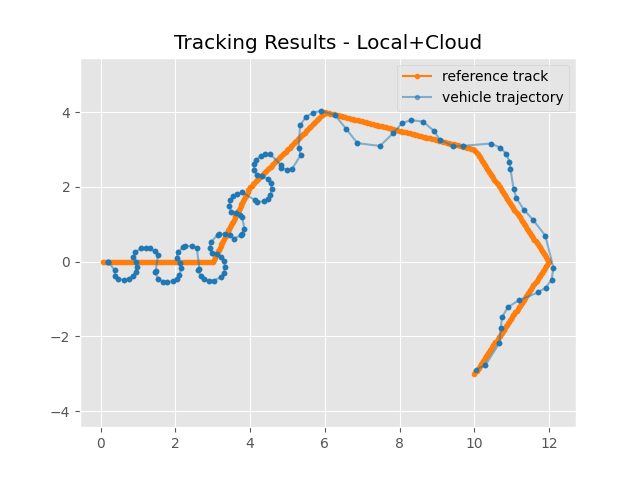 Tracking Results - Local+Cloud
reference track
vehicle trajectory
4
2
0
−2
−4
0 2 4 6 8 10 12